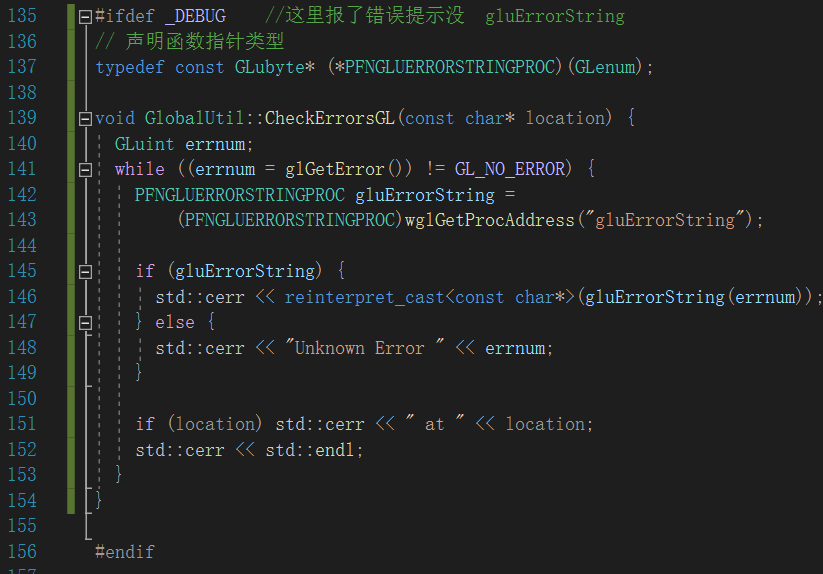 135 #ifdef _DEBUG    //这里报了错误提示没  gluErrorString
136 // 声明函数指针类型
137 typedef const GLubyte* (*PFNGLUERRORSTRINGPROC)(GLenum);
138
139 void GlobalUtil::CheckErrorsGL(const char* location) {
140   GLuint errnum;
141   while ((errnum = glGetError()) != GL_NO_ERROR) {
142     PFNGLUERRORSTRINGPROC gluErrorString =
143         (PFNGLUERRORSTRINGPROC)wglGetProcAddress("gluErrorString");
144
145     if (gluErrorString) {
146       std::cerr << reinterpret_cast<const char*>(gluErrorString(errnum));
147     } else {
148       std::cerr << "Unknown Error " << errnum;
149     }
150
151     if (location) std::cerr << " at " << location;
152     std::cerr << std::endl;
153   }
154 }
155
156 #endif
157